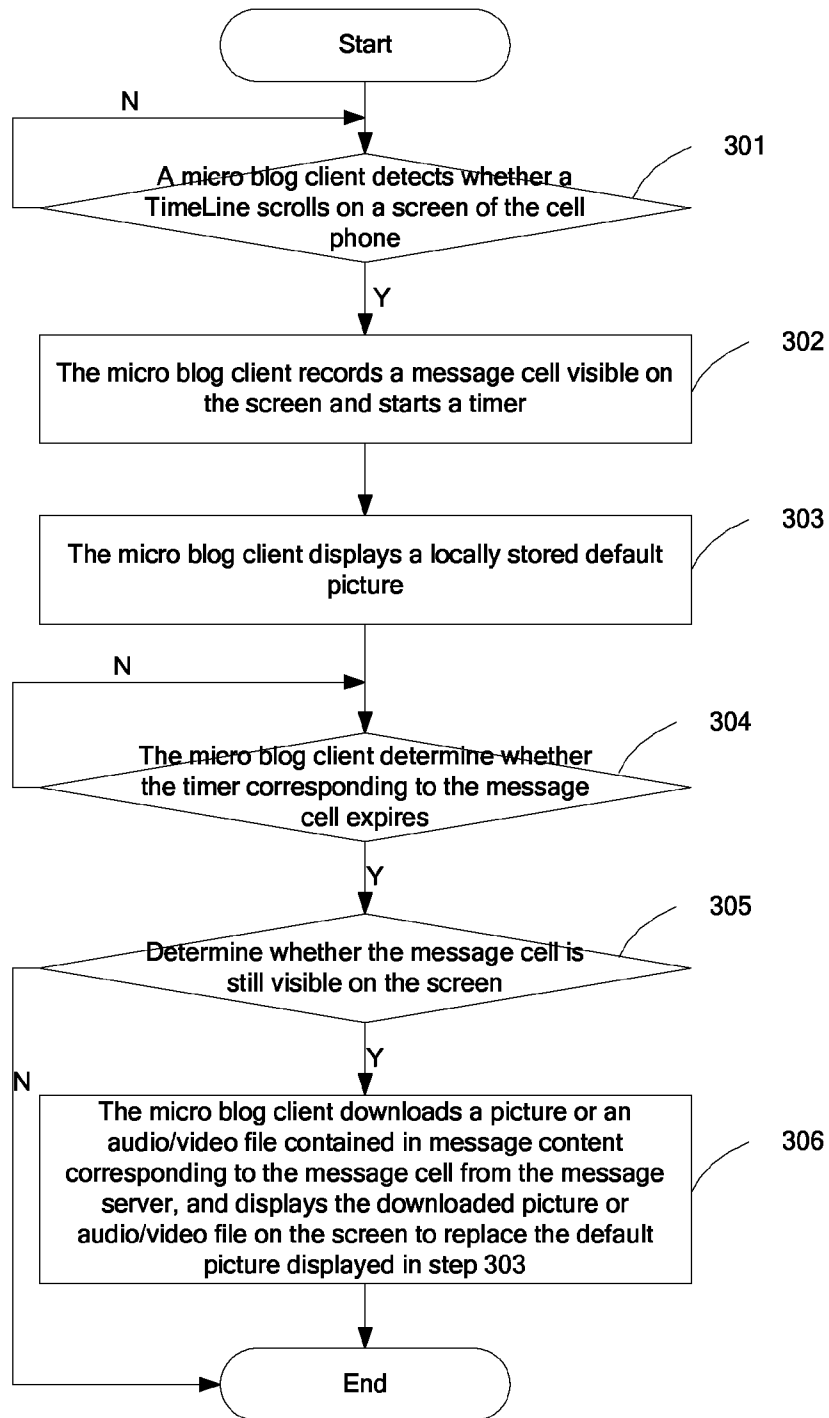 Start
N
301
A micro blog client detects whether a
TimeLine scrolls on a screen of the cell
phone
Y
302
The micro blog client records a message cell visible on
the screen and starts a timer
303
The micro blog client displays a locally stored default
picture
N
304
The micro blog client determine whether
the timer corresponding to the message
cell expires
Y
305
Determine whether the message cell is
still visible on the screen
Y
N
The micro blog client downloads a picture or an
audio/video file contained in message content
corresponding to the message cell from the message
server, and displays the downloaded picture or
audio/video file on the screen to replace the default
picture displayed in step 303
306
End